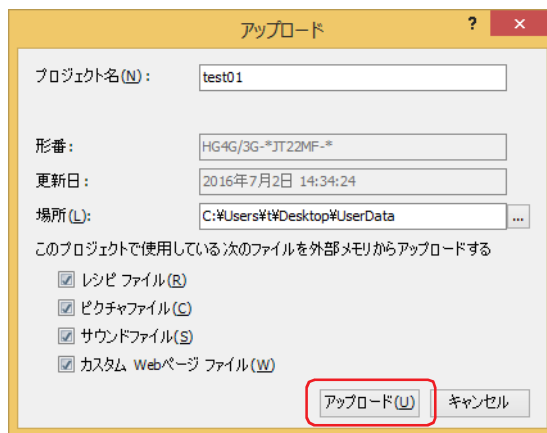 アップロード
プロジェクト名(N)： test01
形番： HG4G/3G-*JT22MF-*
更新日： 2016年7月2日 14:34:24
場所(L): C:¥Users¥t¥Desktop¥UserData ...
このプロジェクトで使用している次のファイルを外部メモリからアップロードする
レシピ ファイル(R)
ピクチャファイル(C)
サウンドファイル(S)
カスタム Webページ ファイル(W)
アップロード(U) キャンセル